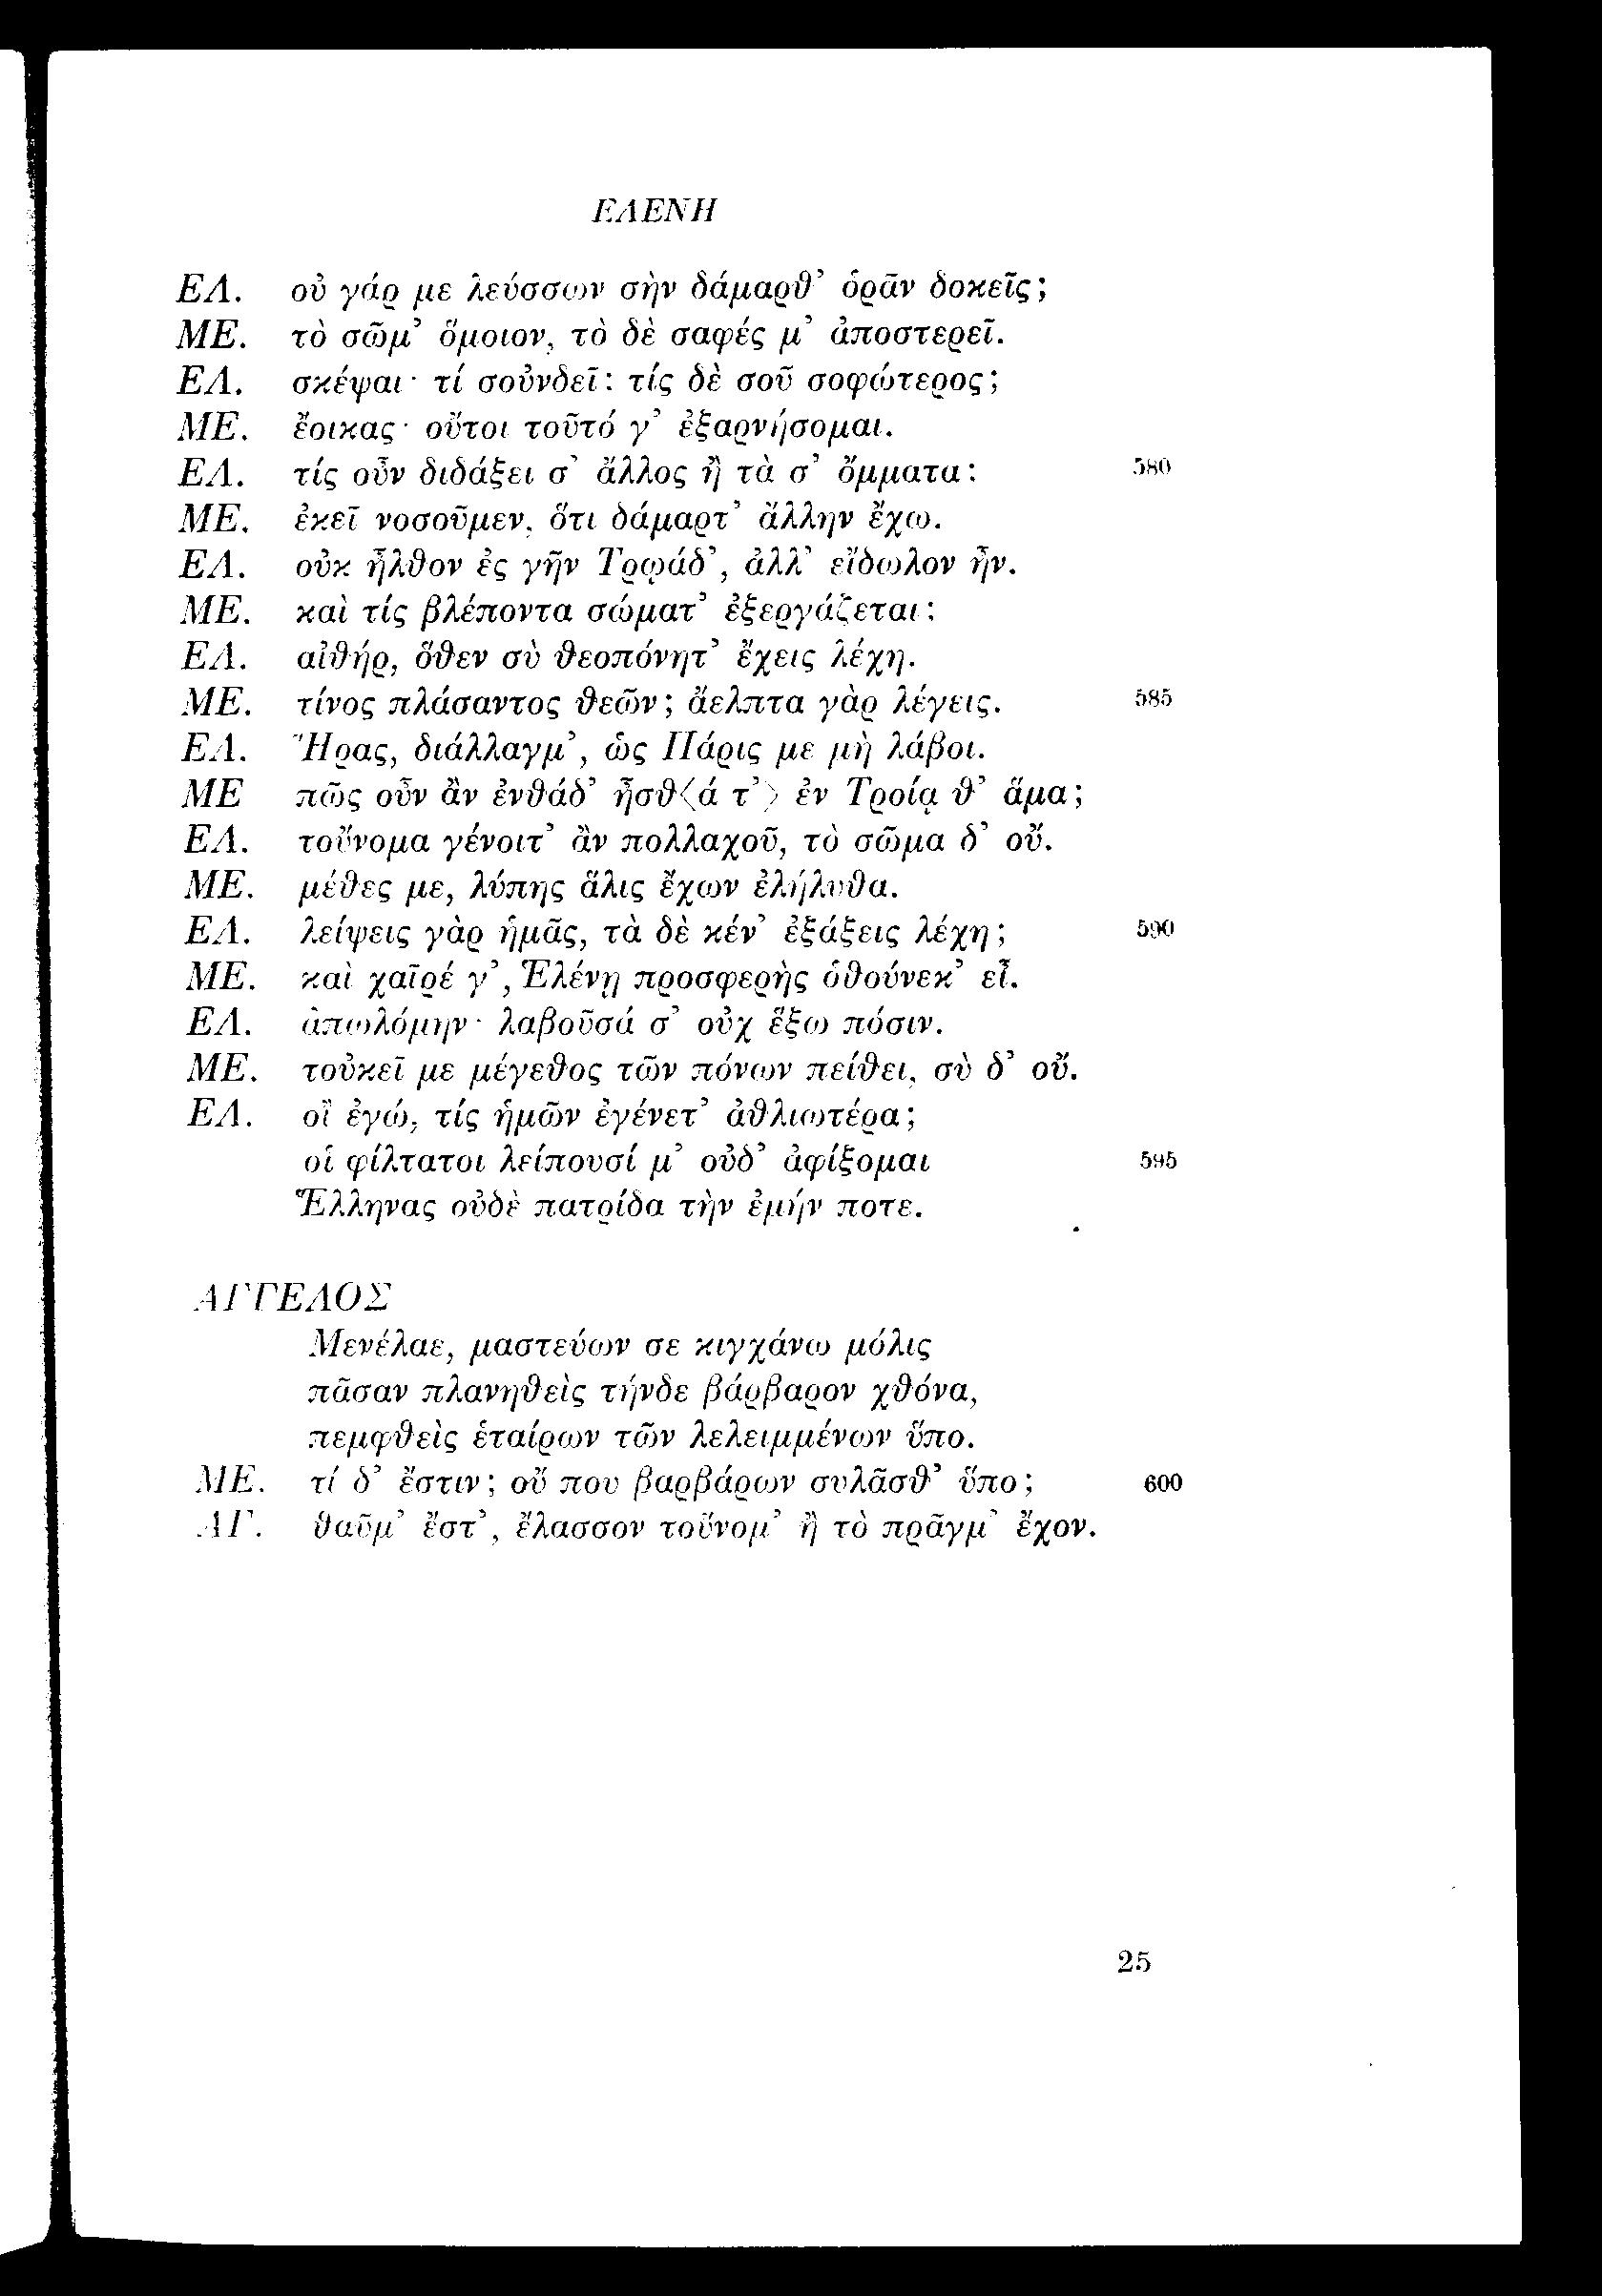 ΕΛΕΝΗ
ΕΛ. οὐ γάρ με λεύσσων σὴν δάμαρθ’ ὁρᾶν δοκεῖς;
ΜΕ. τὸ σῶμ’ ὅμοιον, τὸ δὲ σαφές μ’ ἀποστερεῖ.
ΕΛ. σκέψαι· τί σοὐνδεῖ; τίς δὲ σοῦ σοφώτερος;
ΜΕ. ἔοικας· οὔτοι τοῦτό γ’ ἐξαρνήσομαι.
ΕΛ. τίς οὖν διδάξει σ’ ἄλλος ἢ τὰ σ’ ὄμματα; 580
ΜΕ. ἐκεῖ νοσοῦμεν, ὅτι δάμαρτ’ ἄλλην ἔχω.
ΕΛ. οὐκ ἦλθον ἐς γῆν Τρῳάδ’, ἀλλ’ εἴδωλον ἦν.
ΜΕ. καὶ τίς βλέποντα σώματ’ ἐξεργάζεται;
ΕΛ. αἰθήρ, ὅθεν σὺ θεοπόνητ’ ἔχεις λέχη.
ΜΕ. τίνος πλάσαντος θεῶν; ἄελπτα γὰρ λέγεις. 585
ΕΛ. Ἥρας, διάλλαγμ’, ὡς Πάρις με μὴ λάβοι.
ΜΕ πῶς οὖν ἂν ἐνθάδ’ ἦσθ〈ά τ’〉 ἐν Τροίᾳ θ’ ἅμα;
ΕΛ. τοὔνομα γένοιτ’ ἂν πολλαχοῦ, τὸ σῶμα δ’ οὔ.
ΜΕ. μέθες με, λύπης ἅλις ἔχων ἐλήλυθα.
ΕΛ. λείψεις γὰρ ἡμᾶς, τὰ δὲ κέν’ ἐξάξεις λέχη; 590
ΜΕ. καὶ χαῖρέ γ’, Ἑλένῃ προσφερὴς ὁθούνεκ’ εἶ.
ΕΛ. ἀπωλόμην· λαβοῦσά σ’ οὐχ ἕξω πόσιν.
ΜΕ. τοὐκεῖ με μέγεθος τῶν πόνων πείθει, σὺ δ’ οὔ.
ΕΛ. οἲ ἐγώ, τίς ἡμῶν ἐγένετ’ ἀθλιωτέρα;
οἱ φίλτατοι λείπουσί μ’ οὐδ’ ἀφίξομαι 595
Ἕλληνας οὐδὲ πατρίδα τὴν ἐμήν ποτε.
ΑΓΓΕΛΟΣ
Μενέλαε, μαστεύων σε κιγχάνω μόλις
πᾶσαν πλανηθεὶς τήνδε βάρβαρον χθόνα,
πεμφθεὶς ἑταίρων τῶν λελειμμένων ὕπο.
ΜΕ. τί δ’ ἔστιν; οὔ που βαρβάρων συλᾶσθ’ ὕπο; 600
ΑΓ. θαῦμ’ ἔστ’, ἔλασσον τοὔνομ’ ἢ τὸ πρᾶγμ’ ἔχον.
25